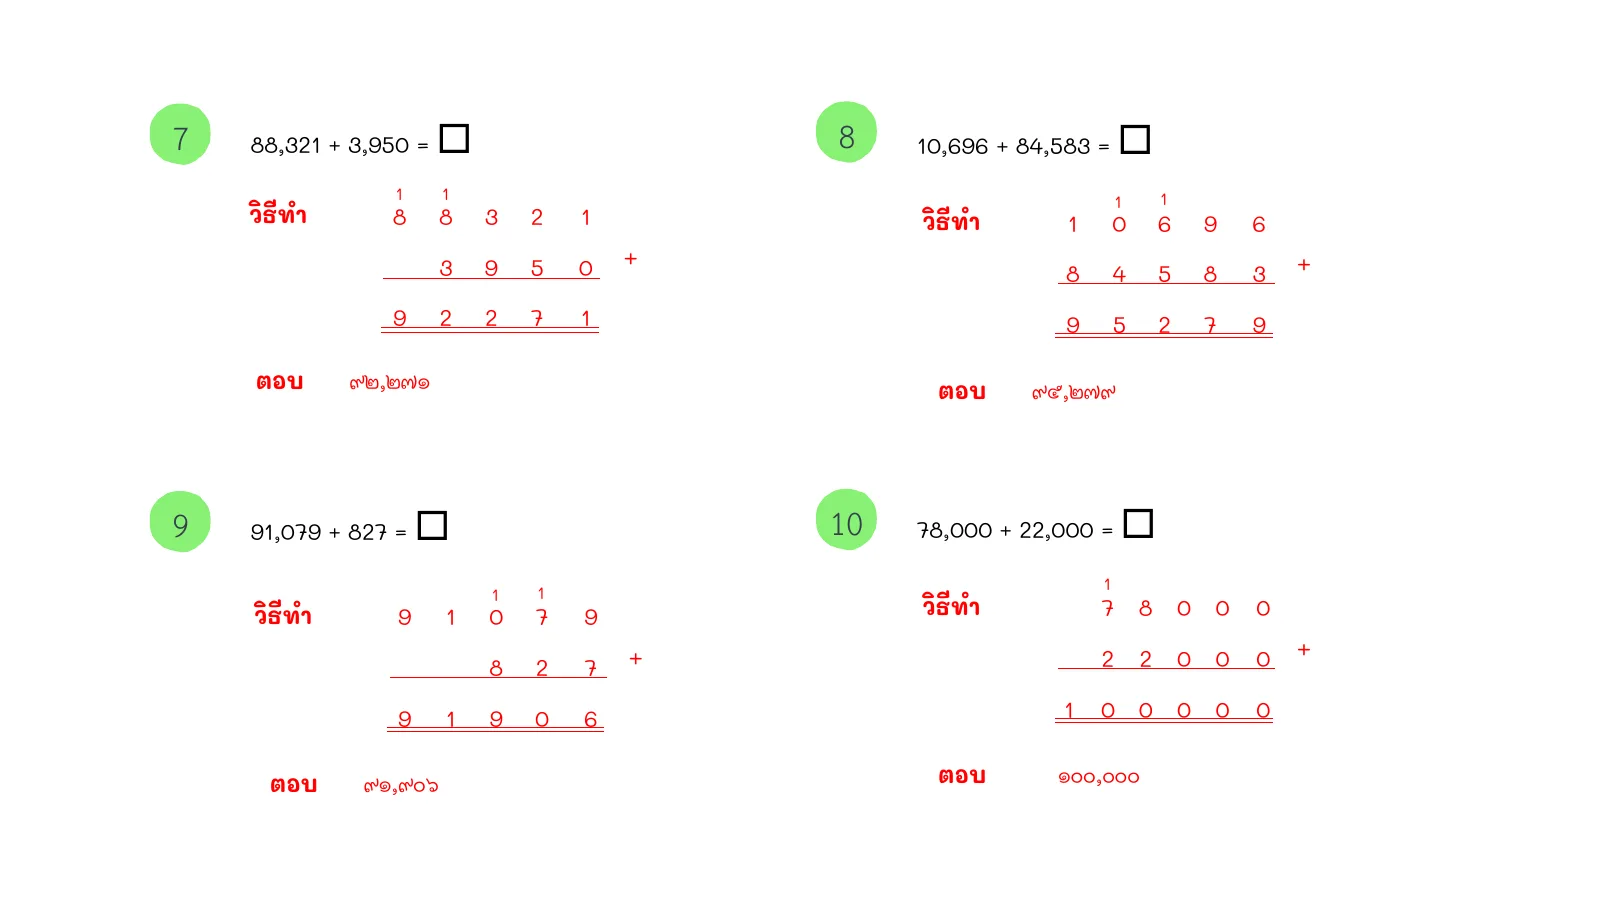 7
88,321 + 3,950 = □
1 1
วิธีทำ 8 8 3 2 1
3 9 5 0 +
9 2 2 7 1
ตอบ ๙๒,๒๗๑
8
10,696 + 84,583 = □
1 1
วิธีทำ 1 0 6 9 6
8 4 5 8 3 +
9 5 2 7 9
ตอบ ๙๕,๒๗๙
9
91,079 + 827 = □
1 1
วิธีทำ 9 1 0 7 9
8 2 7 +
9 1 9 0 6
ตอบ ๙๑,๙๐๖
10
78,000 + 22,000 = □
1
วิธีทำ 7 8 0 0 0
2 2 0 0 0 +
1 0 0 0 0 0
ตอบ ๑๐๐,๐๐๐